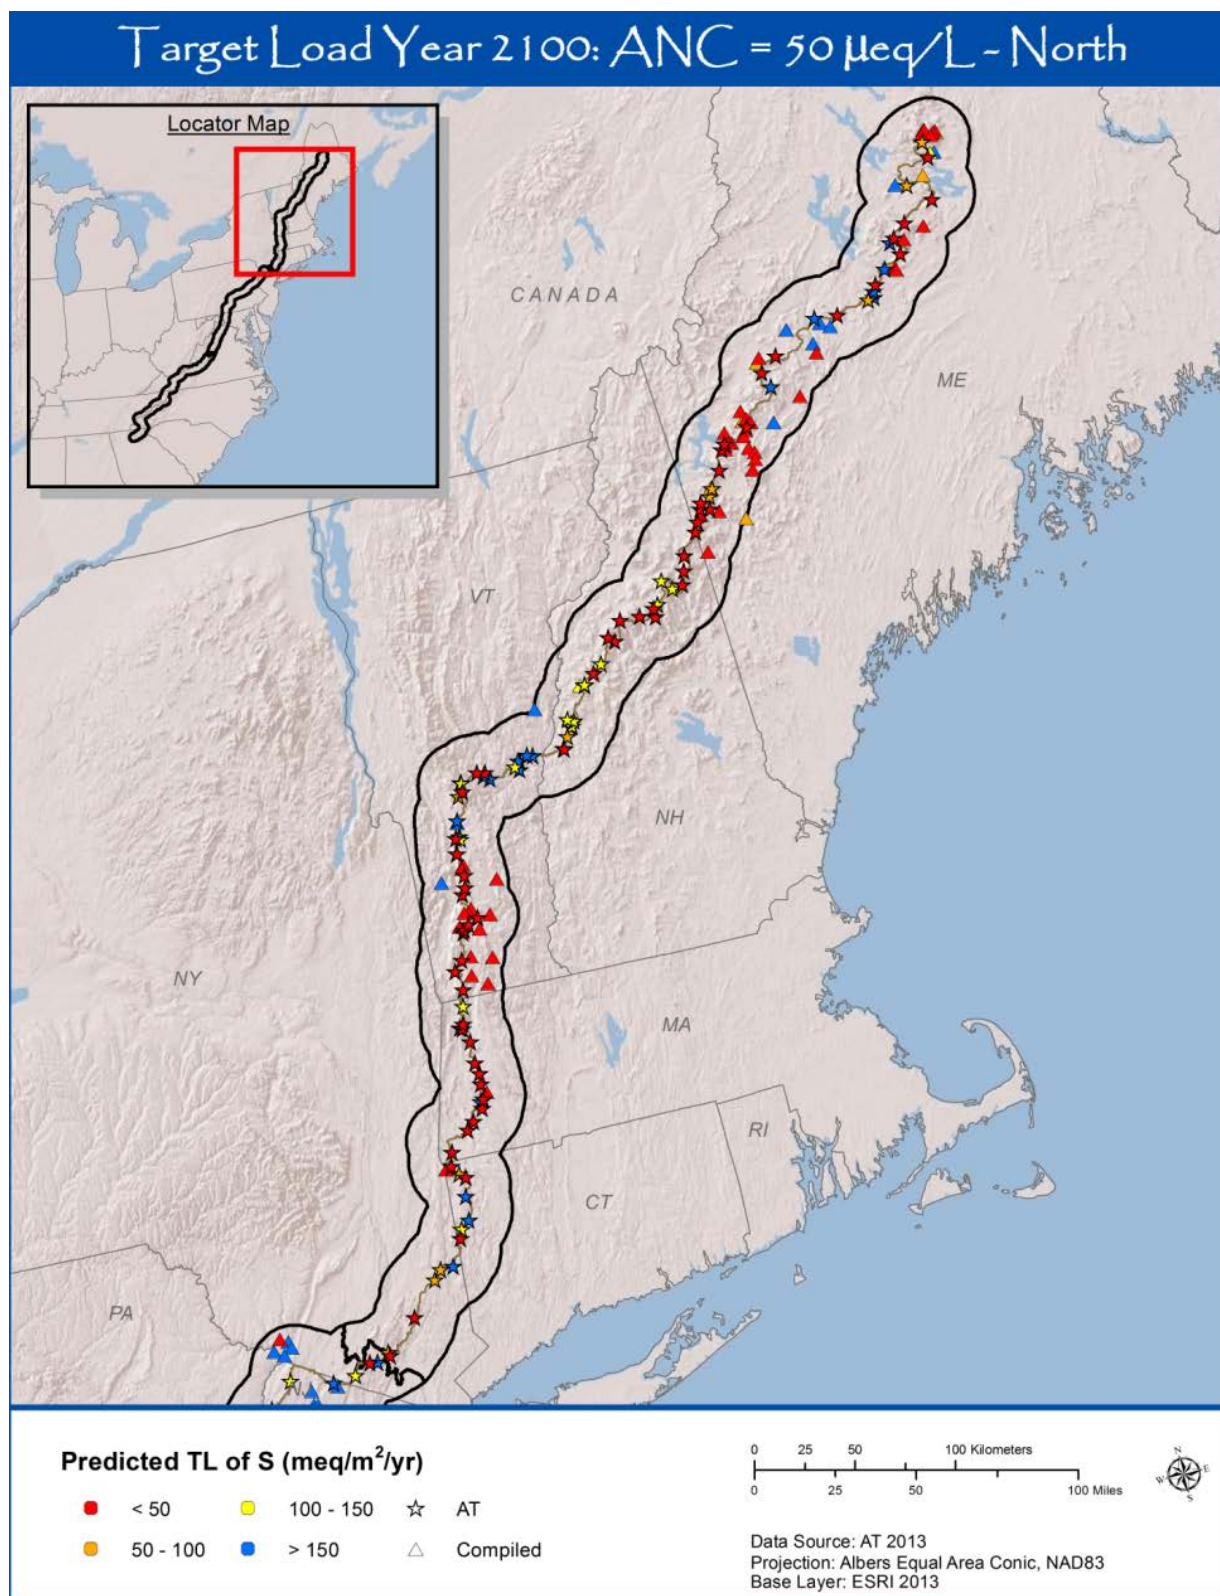 Target Load Year 2100: ANC = 50 µeq/L - North
Locator Map
CANADA
ME
VT
NH
NY
MA
RI
CT
PA
Predicted TL of S (meq/m²/yr)
< 50
100 - 150
AT
50 - 100
> 150
Compiled
0 25 50 100 Kilometers
0 25 50 100 Miles
N
W E
S
Data Source: AT 2013
Projection: Albers Equal Area Conic, NAD83
Base Layer: ESRI 2013